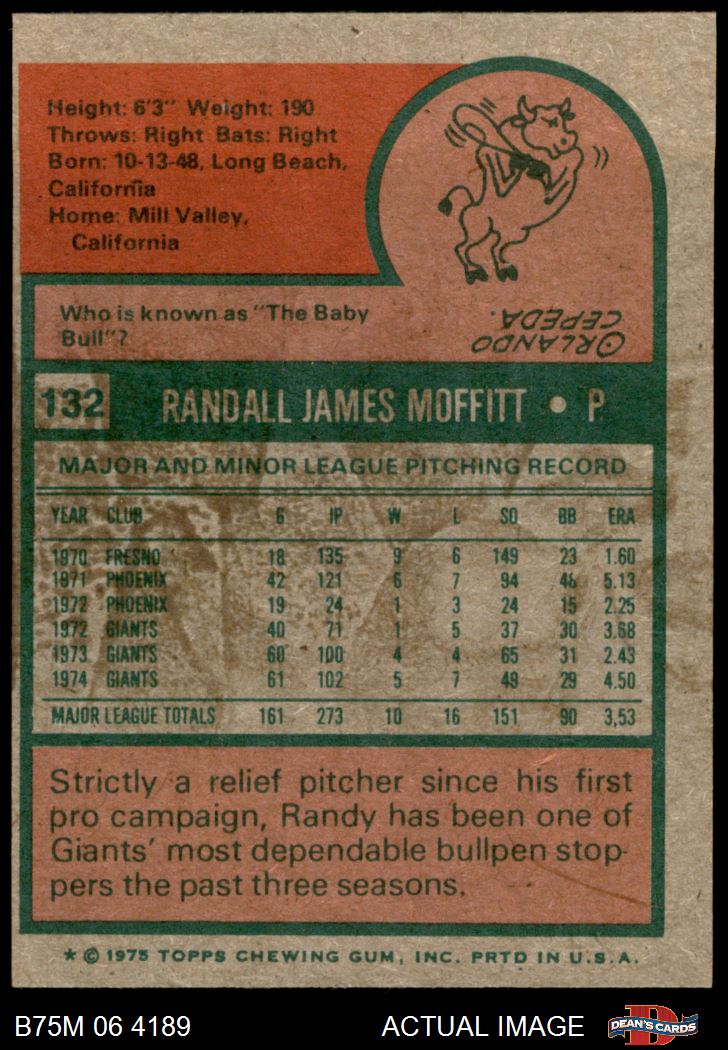 Height: 6'3" Weight: 190
Throws: Right Bats: Right
Born: 10-13-48, Long Beach,
California
Home: Mill Valley,
California
Who is known as "The Baby
Bull"?
ORLANDO
CEPEDA.
132 RANDALL JAMES MOFFITT • P
MAJOR AND MINOR LEAGUE PITCHING RECORD
YEAR CLUB G IP W L SO BB ERA
1970 FRESNO 18 135 9 6 149 23 1.60
1971 PHOENIX 42 121 6 7 94 46 5.13
1972 PHOENIX 19 24 1 3 24 15 2.25
1972 GIANTS 40 71 1 5 37 30 3.68
1973 GIANTS 60 100 4 4 65 31 2.43
1974 GIANTS 61 102 5 7 49 29 4.50
MAJOR LEAGUE TOTALS 161 273 10 16 151 90 3.53
Strictly a relief pitcher since his first
pro campaign, Randy has been one of
Giants' most dependable bullpen stop-
pers the past three seasons.
* © 1975 TOPPS CHEWING GUM, INC. PRTD IN U.S.A.
B75M 06 4189 ACTUAL IMAGE DEAN'S CARDS